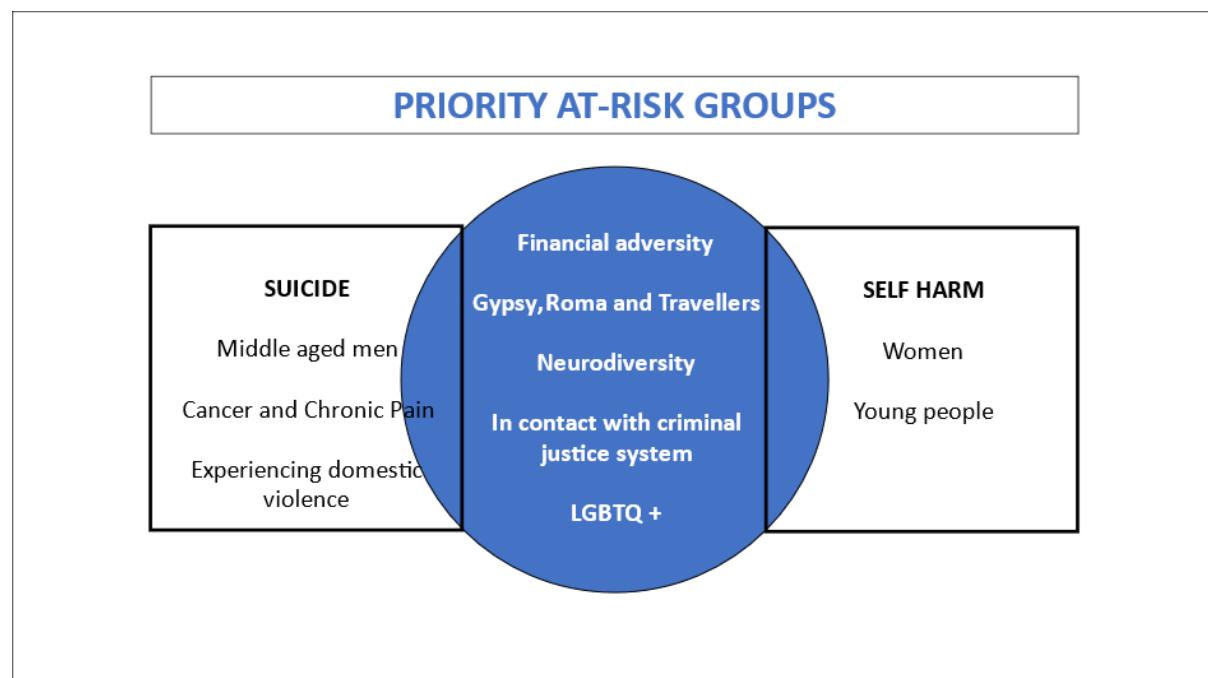 PRIORITY AT-RISK GROUPS
SUICIDE
Middle aged men
Cancer and Chronic Pain
Experiencing domestic
violence
Financial adversity
Gypsy,Roma and Travellers
Neurodiversity
In contact with criminal
justice system
LGBTQ +
SELF HARM
Women
Young people